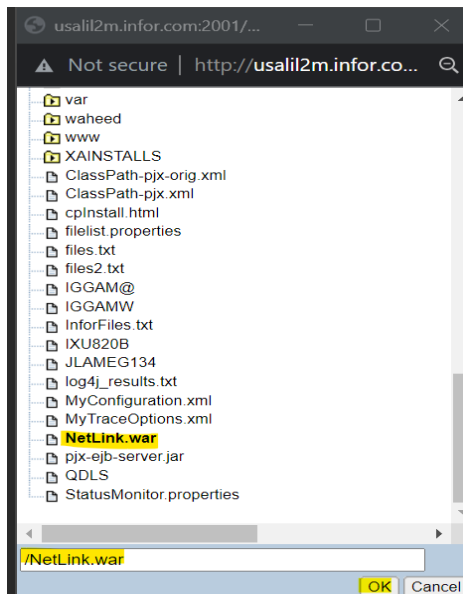 usalil2m.infor.com:2001/...
Not secure | http://usalil2m.infor.co...
var
waheed
www
XAINSTALLS
ClassPath-pjx-orig.xml
ClassPath-pjx.xml
cpInstall.html
filelist.properties
files.txt
files2.txt
IGGAM@
IGGAMW
InforFiles.txt
IXU820B
JLAMEG134
log4j_results.txt
MyConfiguration.xml
MyTraceOptions.xml
NetLink.war
pjx-ejb-server.jar
QDLS
StatusMonitor.properties
/NetLink.war
OK Cancel